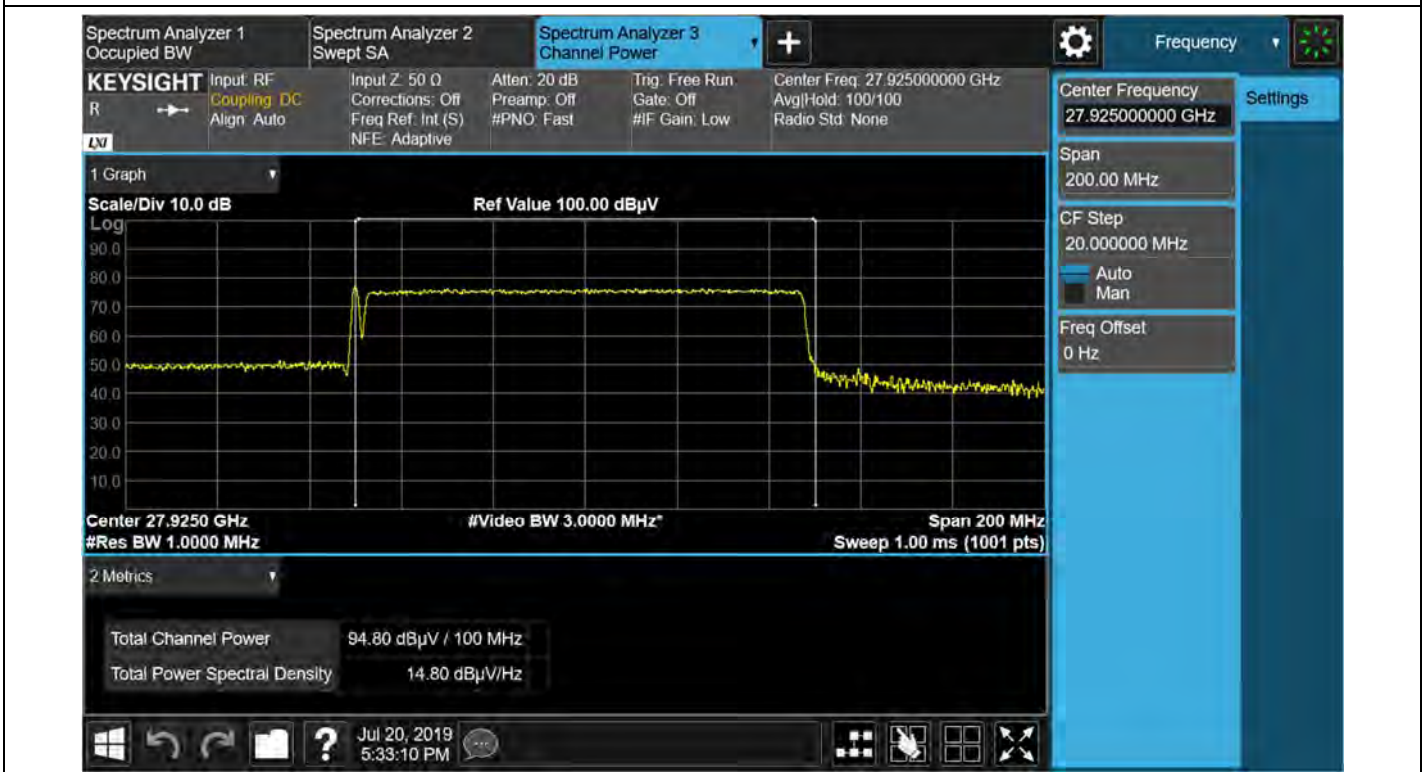 Spectrum Analyzer 1
Occupied BW
Spectrum Analyzer 2
Swept SA
Spectrum Analyzer 3
Channel Power
Frequency
KEYSIGHT
R
LXI
Input: RF
Coupling: DC
Align: Auto
Input Z: 50 Ω
Corrections: Off
Freq Ref: Int (S)
NFE: Adaptive
Atten: 20 dB
Preamp: Off
#PNO: Fast
Trig: Free Run
Gate: Off
#IF Gain: Low
Center Freq: 27.925000000 GHz
Avg|Hold: 100/100
Radio Std: None
1 Graph
Scale/Div 10.0 dB
Ref Value 100.00 dBµV
Log
90.0
80.0
70.0
60.0
50.0
40.0
30.0
20.0
10.0
Center 27.9250 GHz
#Video BW 3.0000 MHz*
Span 200 MHz
#Res BW 1.0000 MHz
Sweep 1.00 ms (1001 pts)
2 Metrics
Total Channel Power 94.80 dBµV / 100 MHz
Total Power Spectral Density 14.80 dBµV/Hz
Center Frequency
27.925000000 GHz
Settings
Span
200.00 MHz
CF Step
20.000000 MHz
Auto
Man
Freq Offset
0 Hz
?
Jul 20, 2019
5:33:10 PM